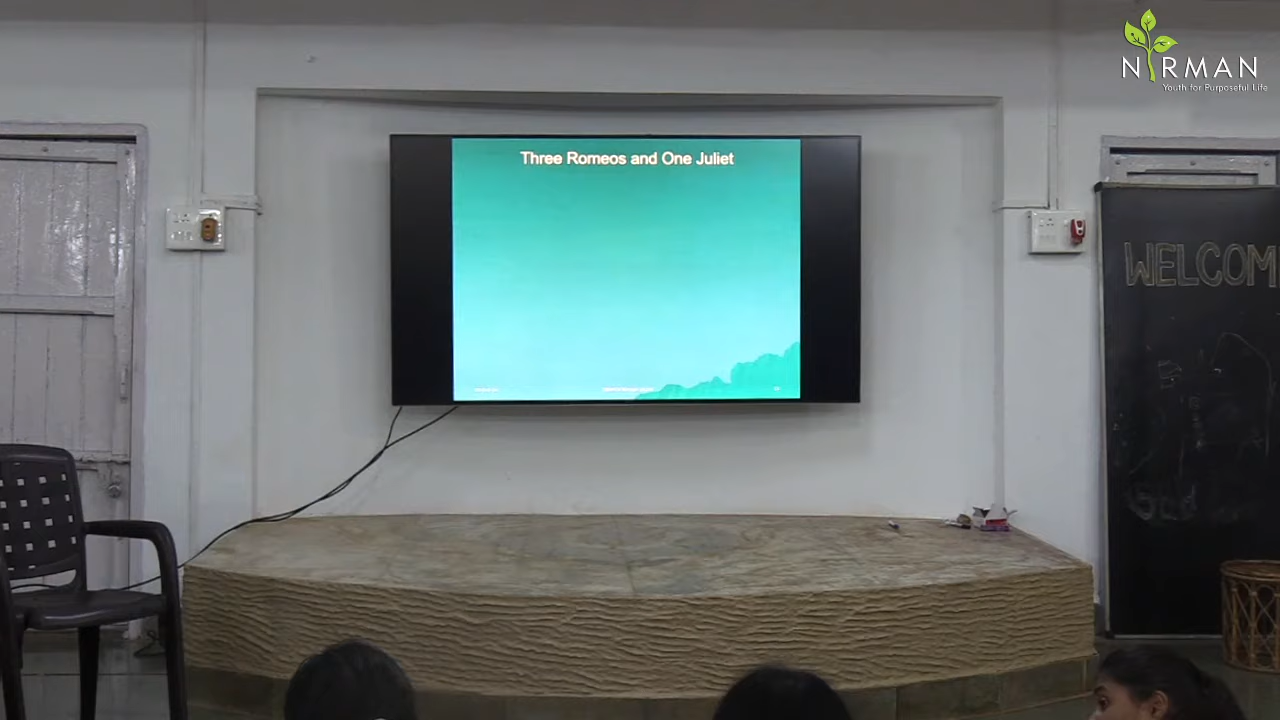 NIRMAN
Youth for Purposeful Life
Three Romeos and One Juliet
WELCOM